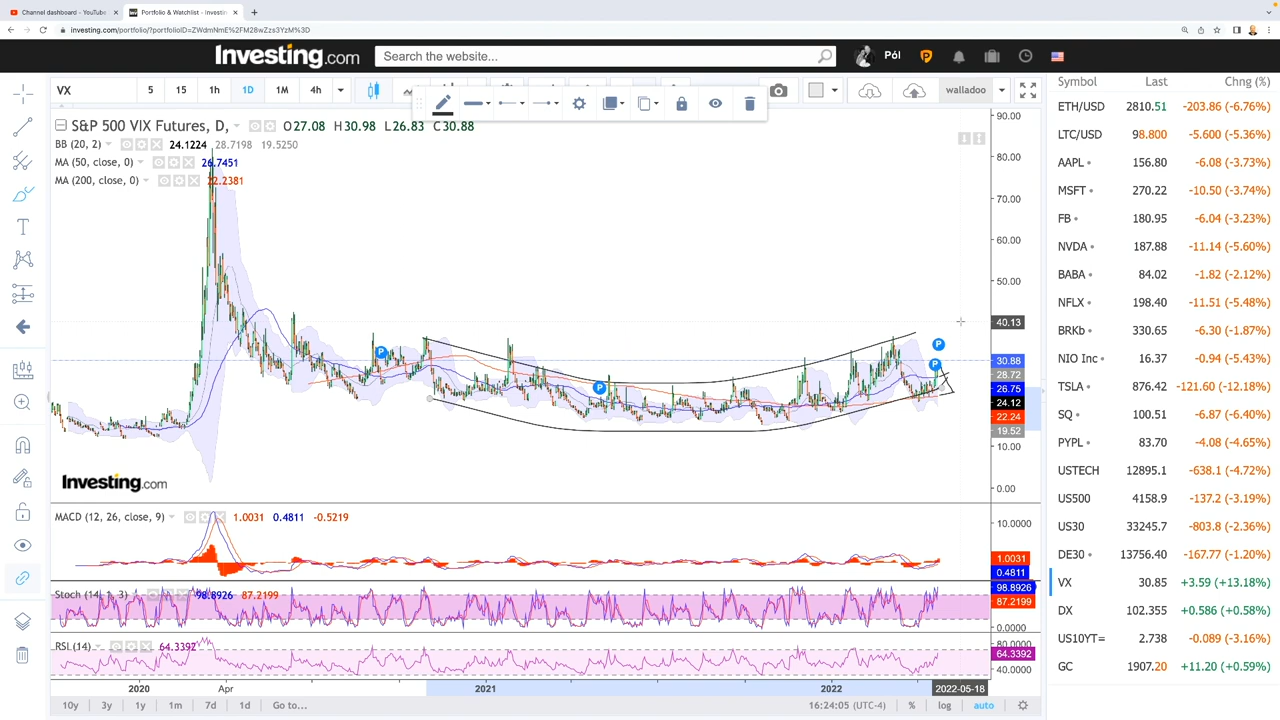 Channel dashboard - YouTube
Portfolio & Watchlist - Investin
investing.com/portfolio/?portfolioID=ZWdmNmE%2FM28wZzs3YzM%3D
Investing.com
Search the website...
Pól
VX
5 15 1h 1D 1M 4h
walladoo
S&P 500 VIX Futures, D, O27.08 H30.98 L26.83 C30.88
BB (20, 2) 24.1224 28.7198 19.5250
MA (50, close, 0) 26.7451
MA (200, close, 0) 22.2381
90.00
80.00
70.00
60.00
50.00
40.13
30.88
28.72
26.75
24.12
22.24
19.52
10.00
0.00
P
P
P
P
Investing.com
MACD (12, 26, close, 9) 1.0031 0.4811 -0.5219
10.0000
1.0031
0.4811
Stoch (14, 1, 3) 98.8926 87.2199
98.8926
87.2199
0.0000
RSI (14) 64.3392
80.0000
64.3392
40.0000
2020 Apr 2021 2022 2022-05-18
10y 3y 1y 1m 7d 1d Go to... 16:24:05 (UTC-4) % log auto
Symbol Last Chng (%)
ETH/USD 2810.51 -203.86 (-6.76%)
LTC/USD 98.800 -5.600 (-5.36%)
AAPL 156.80 -6.08 (-3.73%)
MSFT 270.22 -10.50 (-3.74%)
FB 180.95 -6.04 (-3.23%)
NVDA 187.88 -11.14 (-5.60%)
BABA 84.02 -1.82 (-2.12%)
NFLX 198.40 -11.51 (-5.48%)
BRKb 330.65 -6.30 (-1.87%)
NIO Inc 16.37 -0.94 (-5.43%)
TSLA 876.42 -121.60 (-12.18%)
SQ 100.51 -6.87 (-6.40%)
PYPL 83.70 -4.08 (-4.65%)
USTECH 12895.1 -638.1 (-4.72%)
US500 4158.9 -137.2 (-3.19%)
US30 33245.7 -803.8 (-2.36%)
DE30 13756.40 -167.77 (-1.20%)
VX 30.85 +3.59 (+13.18%)
DX 102.355 +0.586 (+0.58%)
US10YT= 2.738 -0.089 (-3.16%)
GC 1907.20 +11.20 (+0.59%)